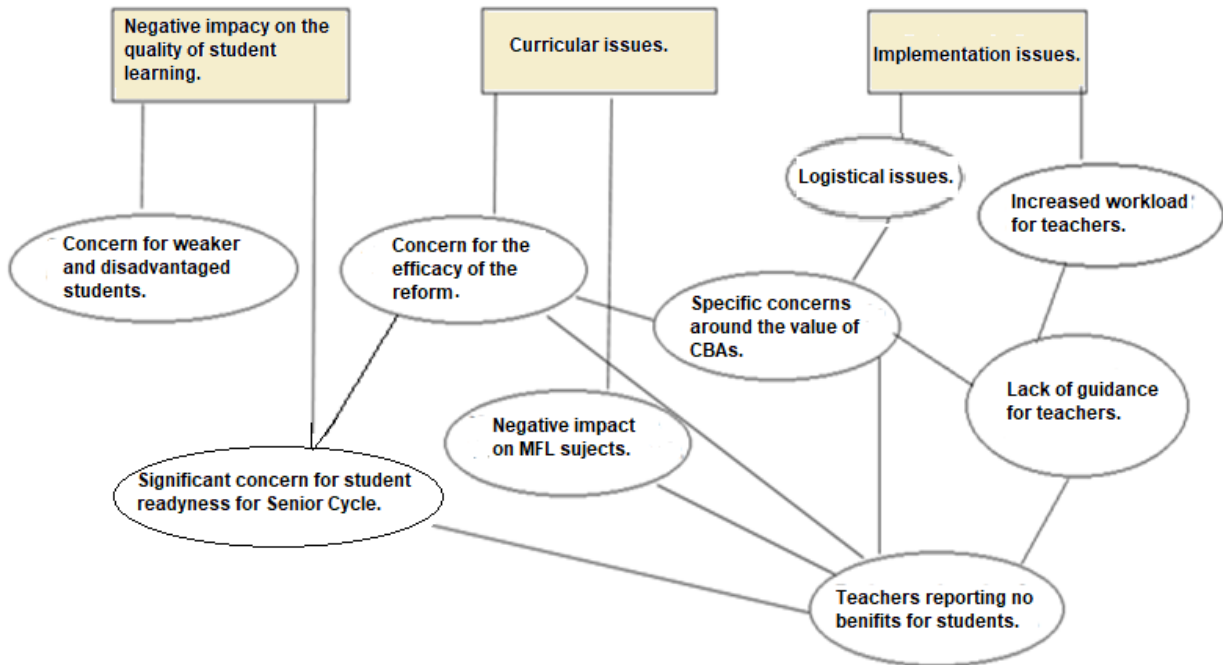 Negative impacy on the
quality of student
learning.
Curricular issues.
Implementation issues.
Logistical issues.
Increased workload
for teachers.
Concern for weaker
and disadvantaged
students.
Concern for the
efficacy of the
reform.
Specific concerns
around the value of
CBAs.
Lack of guidance
for teachers.
Negative impact
on MFL sujects.
Significant concern for student
readyness for Senior Cycle.
Teachers reporting no
benifits for students.